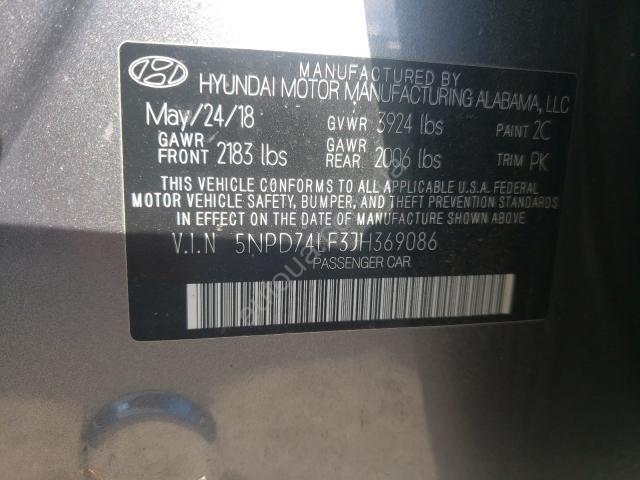 MANUFACTURED BY
HYUNDAI MOTOR MANUFACTURING ALABAMA, LLC
May/24/18 GVWR 3924 lbs PAINT 2C
GAWR FRONT 2183 lbs GAWR REAR 2006 lbs TRIM PK
THIS VEHICLE CONFORMS TO ALL APPLICABLE U.S.A. FEDERAL
MOTOR VEHICLE SAFETY, BUMPER, AND THEFT PREVENTION STANDARDS
IN EFFECT ON THE DATE OF MANUFACTURE SHOWN ABOVE.
V.I.N 5NPD74LF3JH369086
PASSENGER CAR